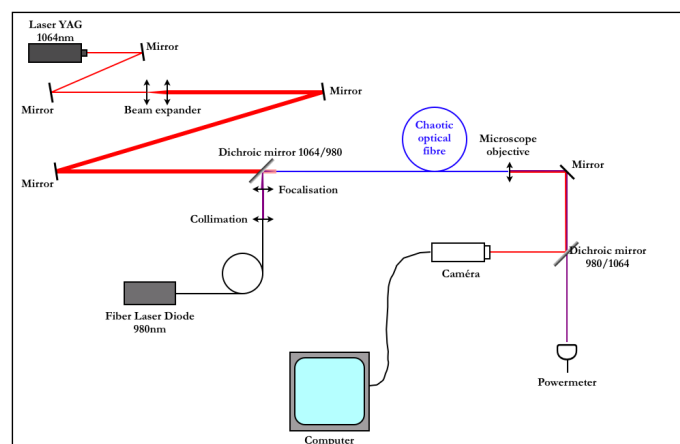 Laser YAG
1064nm
Mirror
Mirror
Beam expander
Mirror
Chaotic
optical
fibre
Microscope
objective
Dichroic mirror 1064/980
Mirror
Mirror
Focalisation
Collimation
Dichroic mirror
980/1064
Caméra
Fiber Laser Diode
980nm
Powermeter
Computer